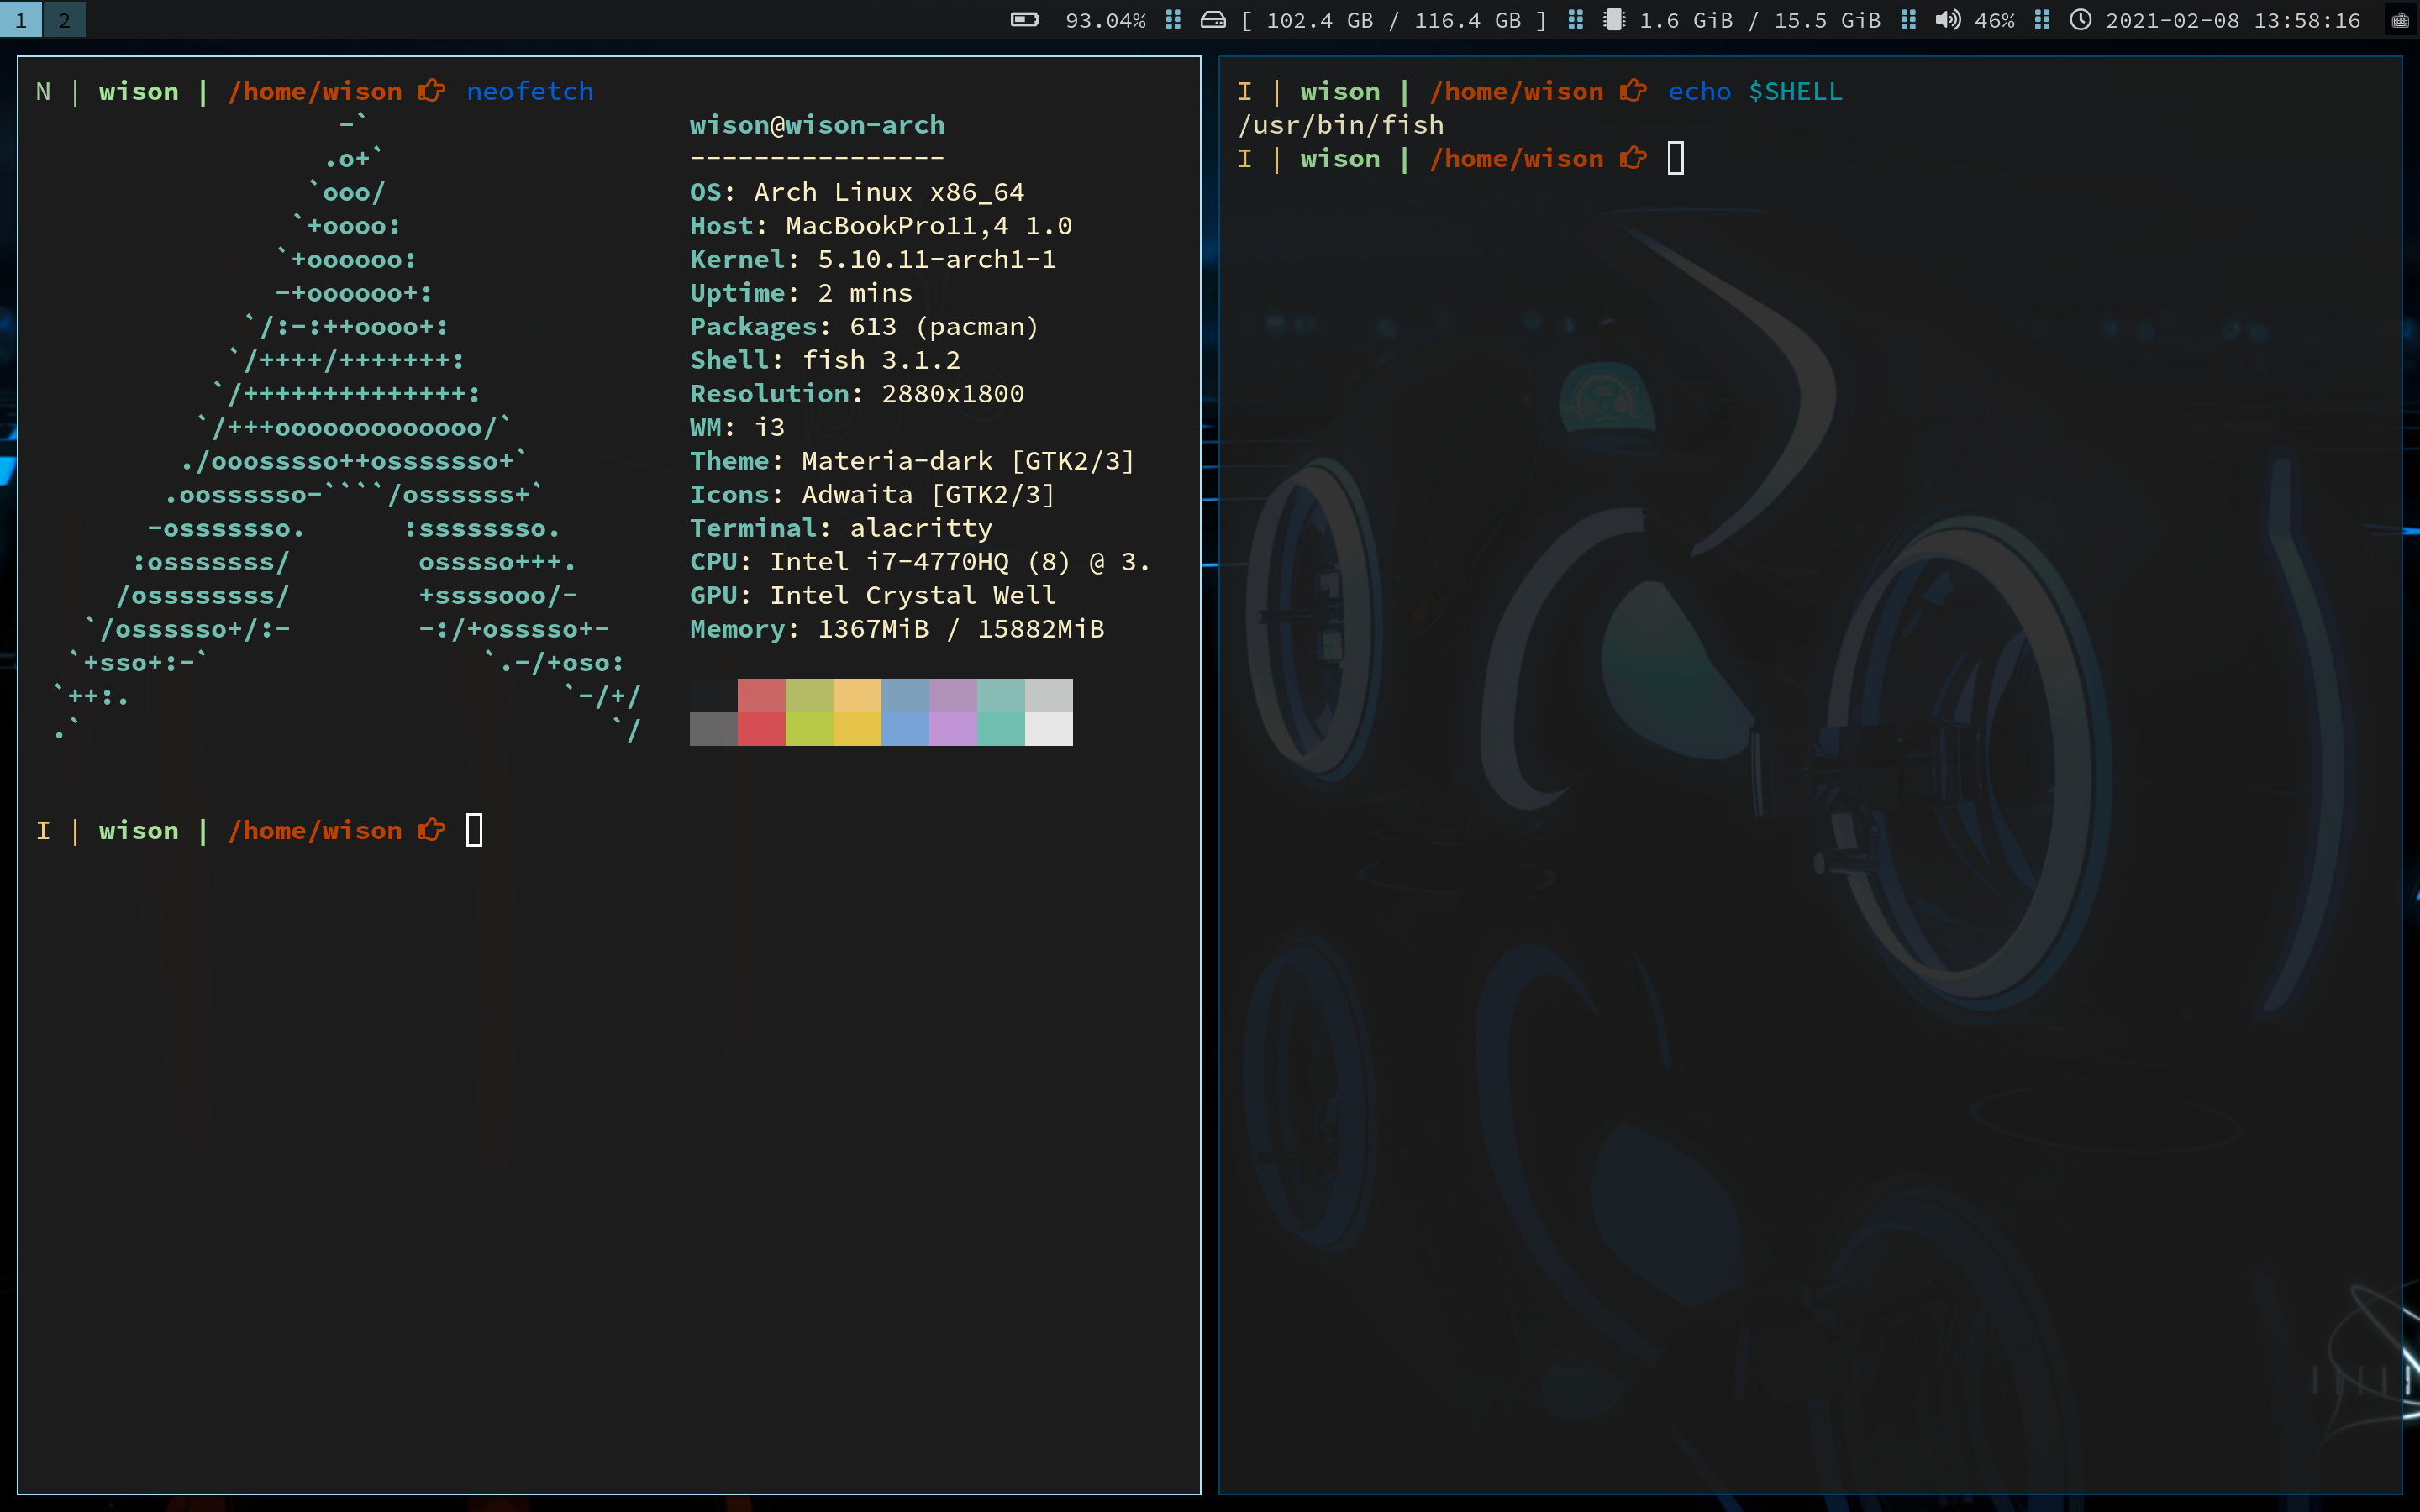 1 2 93.04% [ 102.4 GB / 116.4 GB ] 1.6 GiB / 15.5 GiB 46% 2021-02-08 13:58:16
N | wison | /home/wison neofetch
                   -`
                  .o+`
                 `ooo/
                `+oooo:
               `+oooooo:
               -+oooooo+:
             `/:-:++oooo+:
            `/++++/+++++++:
           `/++++++++++++++:
          `/+++ooooooooooooo/`
         ./ooosssso++osssssso+`
        .oossssso-````/ossssss+`
       -osssssso.      :ssssssso.
      :osssssss/        osssso+++.
     /ossssssss/        +ssssooo/-
   `/ossssso+/:-        -:/+osssso+-
  `+sso+:-`                 `.-/+oso:
 `++:.                           `-/+/
 .`                                 `/
wison@wison-arch
----------------
OS: Arch Linux x86_64
Host: MacBookPro11,4 1.0
Kernel: 5.10.11-arch1-1
Uptime: 2 mins
Packages: 613 (pacman)
Shell: fish 3.1.2
Resolution: 2880x1800
WM: i3
Theme: Materia-dark [GTK2/3]
Icons: Adwaita [GTK2/3]
Terminal: alacritty
CPU: Intel i7-4770HQ (8) @ 3.
GPU: Intel Crystal Well
Memory: 1367MiB / 15882MiB
I | wison | /home/wison
I | wison | /home/wison echo $SHELL
/usr/bin/fish
I | wison | /home/wison